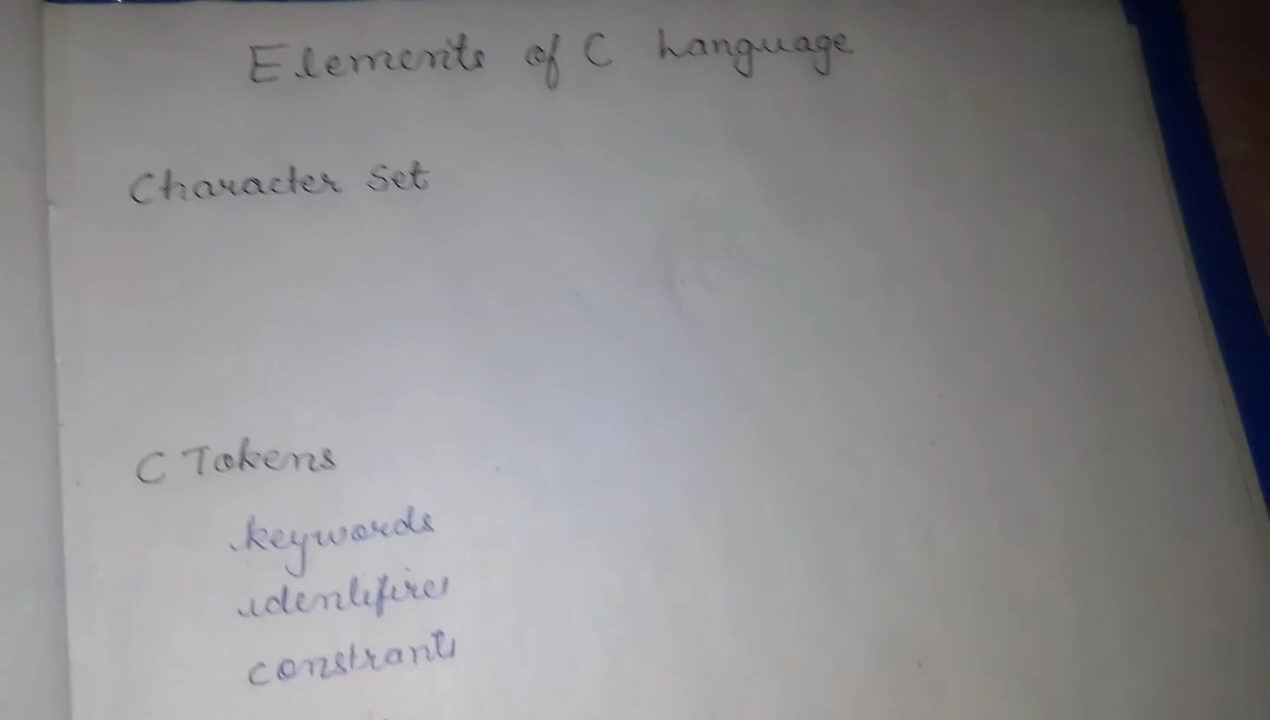 Elements of C Language
Character Set
C Tokens
keywords
identifires
constrants